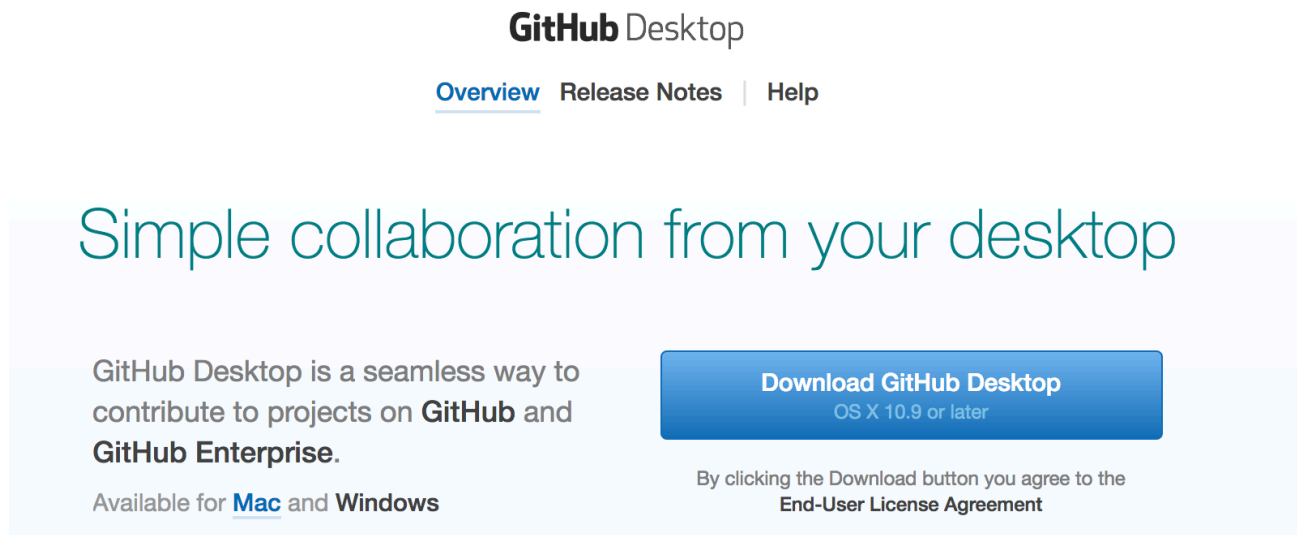 GitHub Desktop
Overview Release Notes | Help
Simple collaboration from your desktop
GitHub Desktop is a seamless way to
contribute to projects on GitHub and
GitHub Enterprise.
Available for Mac and Windows
Download GitHub Desktop
OS X 10.9 or later
By clicking the Download button you agree to the
End-User License Agreement